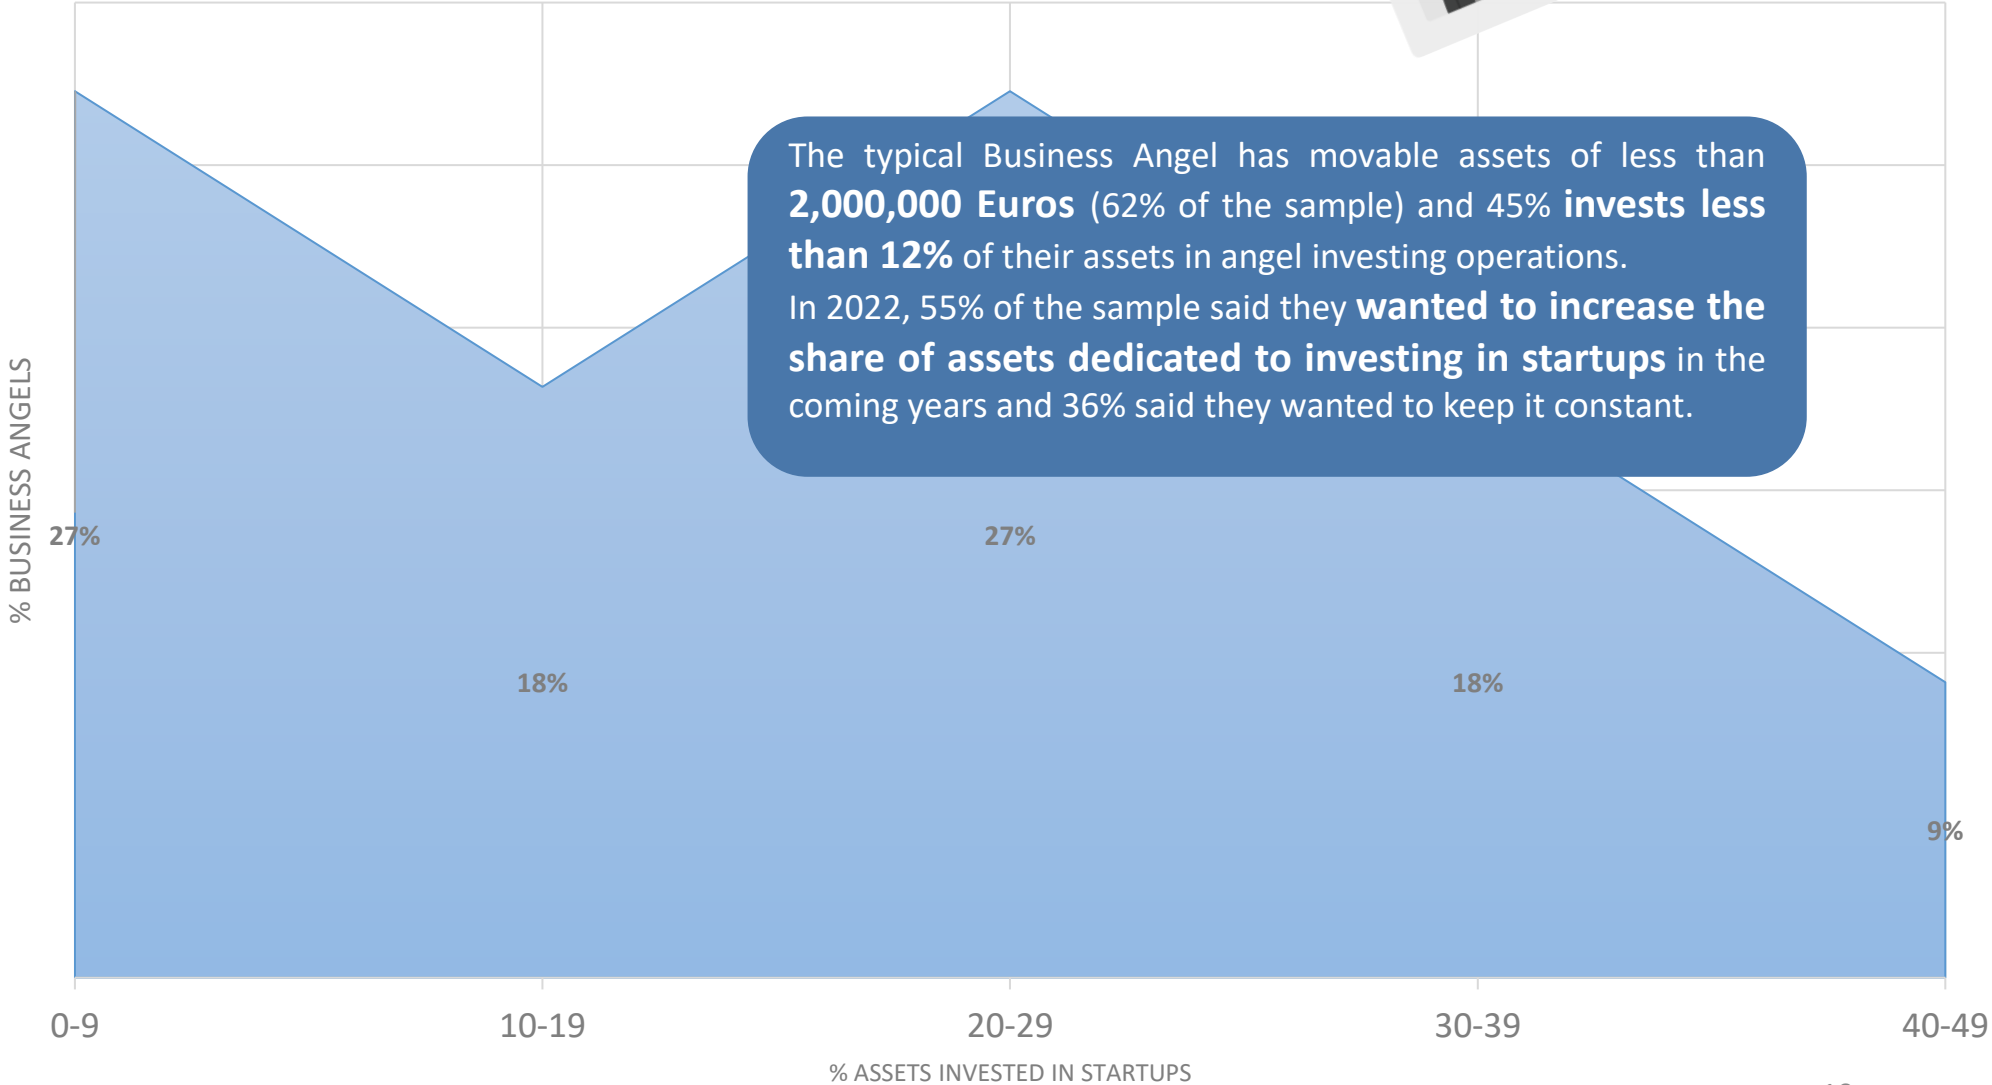 The typical Business Angel has movable assets of less than
2,000,000 Euros (62% of the sample) and 45% invests less
than 12% of their assets in angel investing operations.
In 2022, 55% of the sample said they wanted to increase the
share of assets dedicated to investing in startups in the
coming years and 36% said they wanted to keep it constant.
% BUSINESS ANGELS
27%
18%
27%
18%
9%
0-9
10-19
20-29
30-39
40-49
% ASSETS INVESTED IN STARTUPS